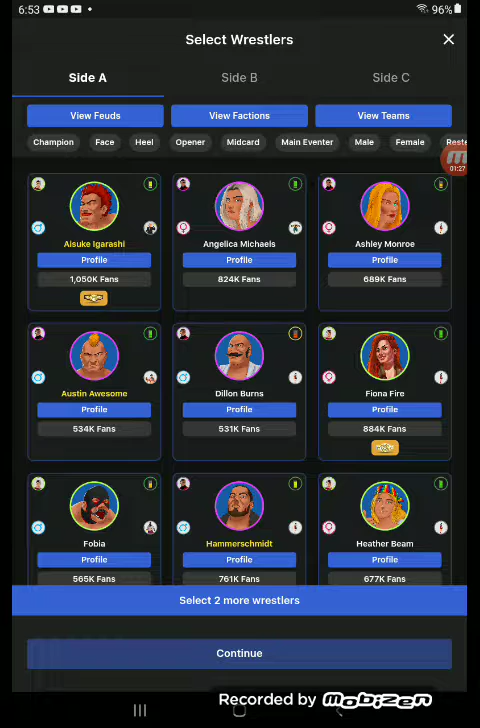 6:53
96%
Select Wrestlers
Side A Side B Side C
View Feuds View Factions View Teams
Champion Face Heel Opener Midcard Main Eventer Male Female Reste
01:27
Aisuke Igarashi Angelica Michaels Ashley Monroe
Profile Profile Profile
1,050K Fans 824K Fans 689K Fans
Austin Awesome Dillon Burns Fiona Fire
Profile Profile Profile
534K Fans 531K Fans 884K Fans
Fobia Hammerschmidt Heather Beam
Profile Profile Profile
565K Fans 761K Fans 677K Fans
Select 2 more wrestlers
Continue
Recorded by Mobizen